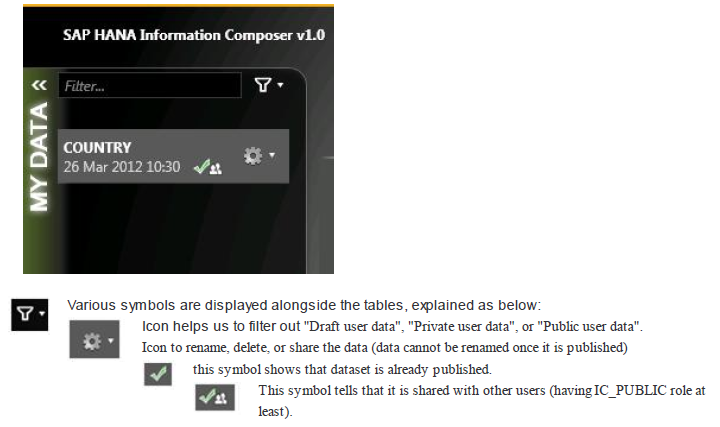 SAP HANA Information Composer v1.0
Filter...
MY DATA
COUNTRY
26 Mar 2012 10:30
Various symbols are displayed alongside the tables, explained as below:
Icon helps us to filter out "Draft user data", "Private user data", or "Public user data".
Icon to rename, delete, or share the data (data cannot be renamed once it is published)
this symbol shows that dataset is already published.
This symbol tells that it is shared with other users (having IC_PUBLIC role at
least).